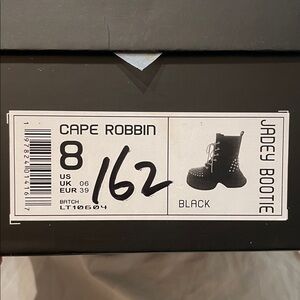 CAPE ROBBIN
8
US
UK 06
EUR 39
162
BATCH
LT10604
BLACK
JADEY BOOTIE